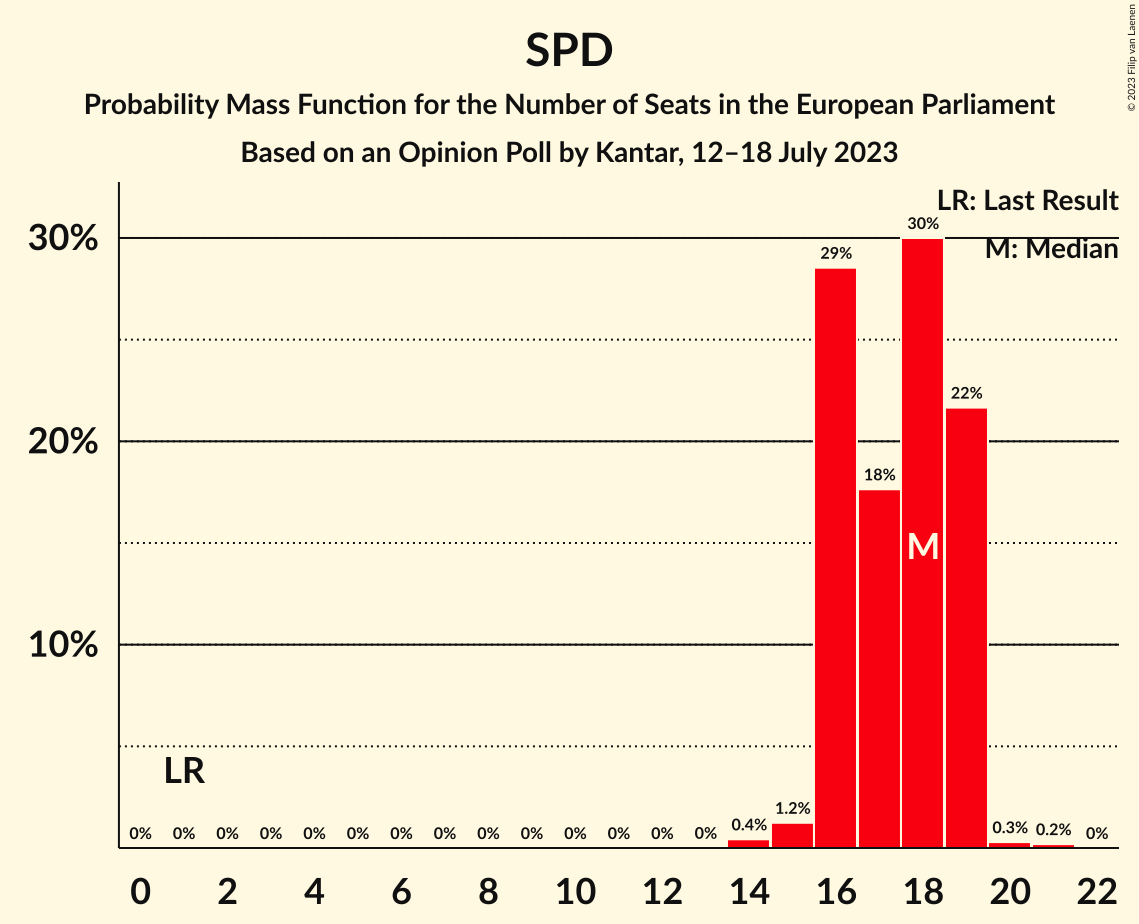 SPD
Probability Mass Function for the Number of Seats in the European Parliament
Based on an Opinion Poll by Kantar, 12–18 July 2023
© 2023 Filip van Laenen
LR: Last Result
M: Median
30%
20%
10%
30%
29%
22%
18%
M
LR
0% 0% 0% 0% 0% 0% 0% 0% 0% 0% 0% 0% 0% 0% 0.4% 1.2% 0.3% 0.2% 0%
0 2 4 6 8 10 12 14 16 18 20 22